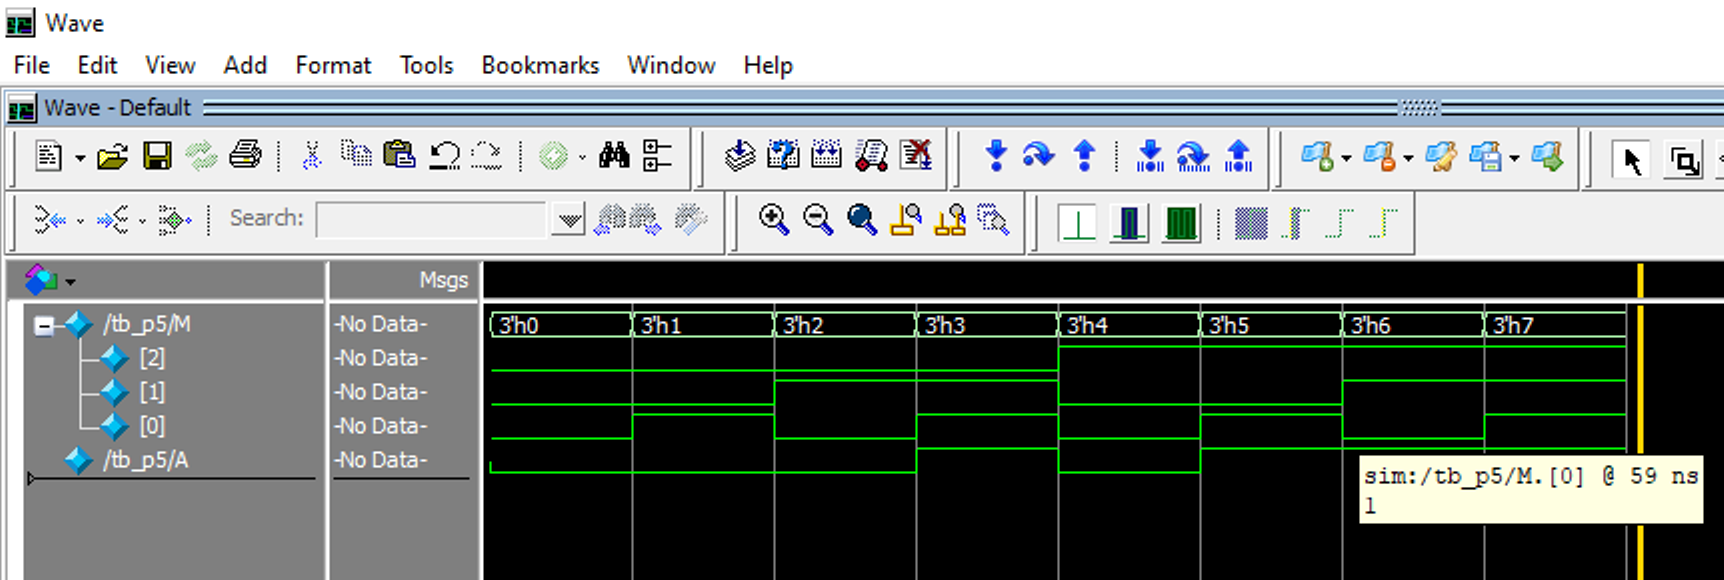 Wave
File Edit View Add Format Tools Bookmarks Window Help
Wave - Default
Search:
Msgs
/tb_p5/M -No Data- 3'h0 3'h1 3'h2 3'h3 3'h4 3'h5 3'h6 3'h7
[2] -No Data-
[1] -No Data-
[0] -No Data-
/tb_p5/A -No Data-
sim:/tb_p5/M.[0] @ 59 ns
1